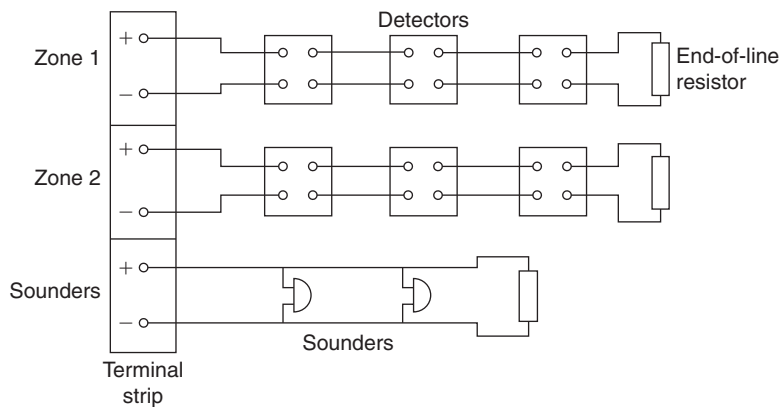 Detectors
Zone 1
+
−
End-of-line
resistor
Zone 2
+
−
Sounders
+
−
Sounders
Terminal
strip